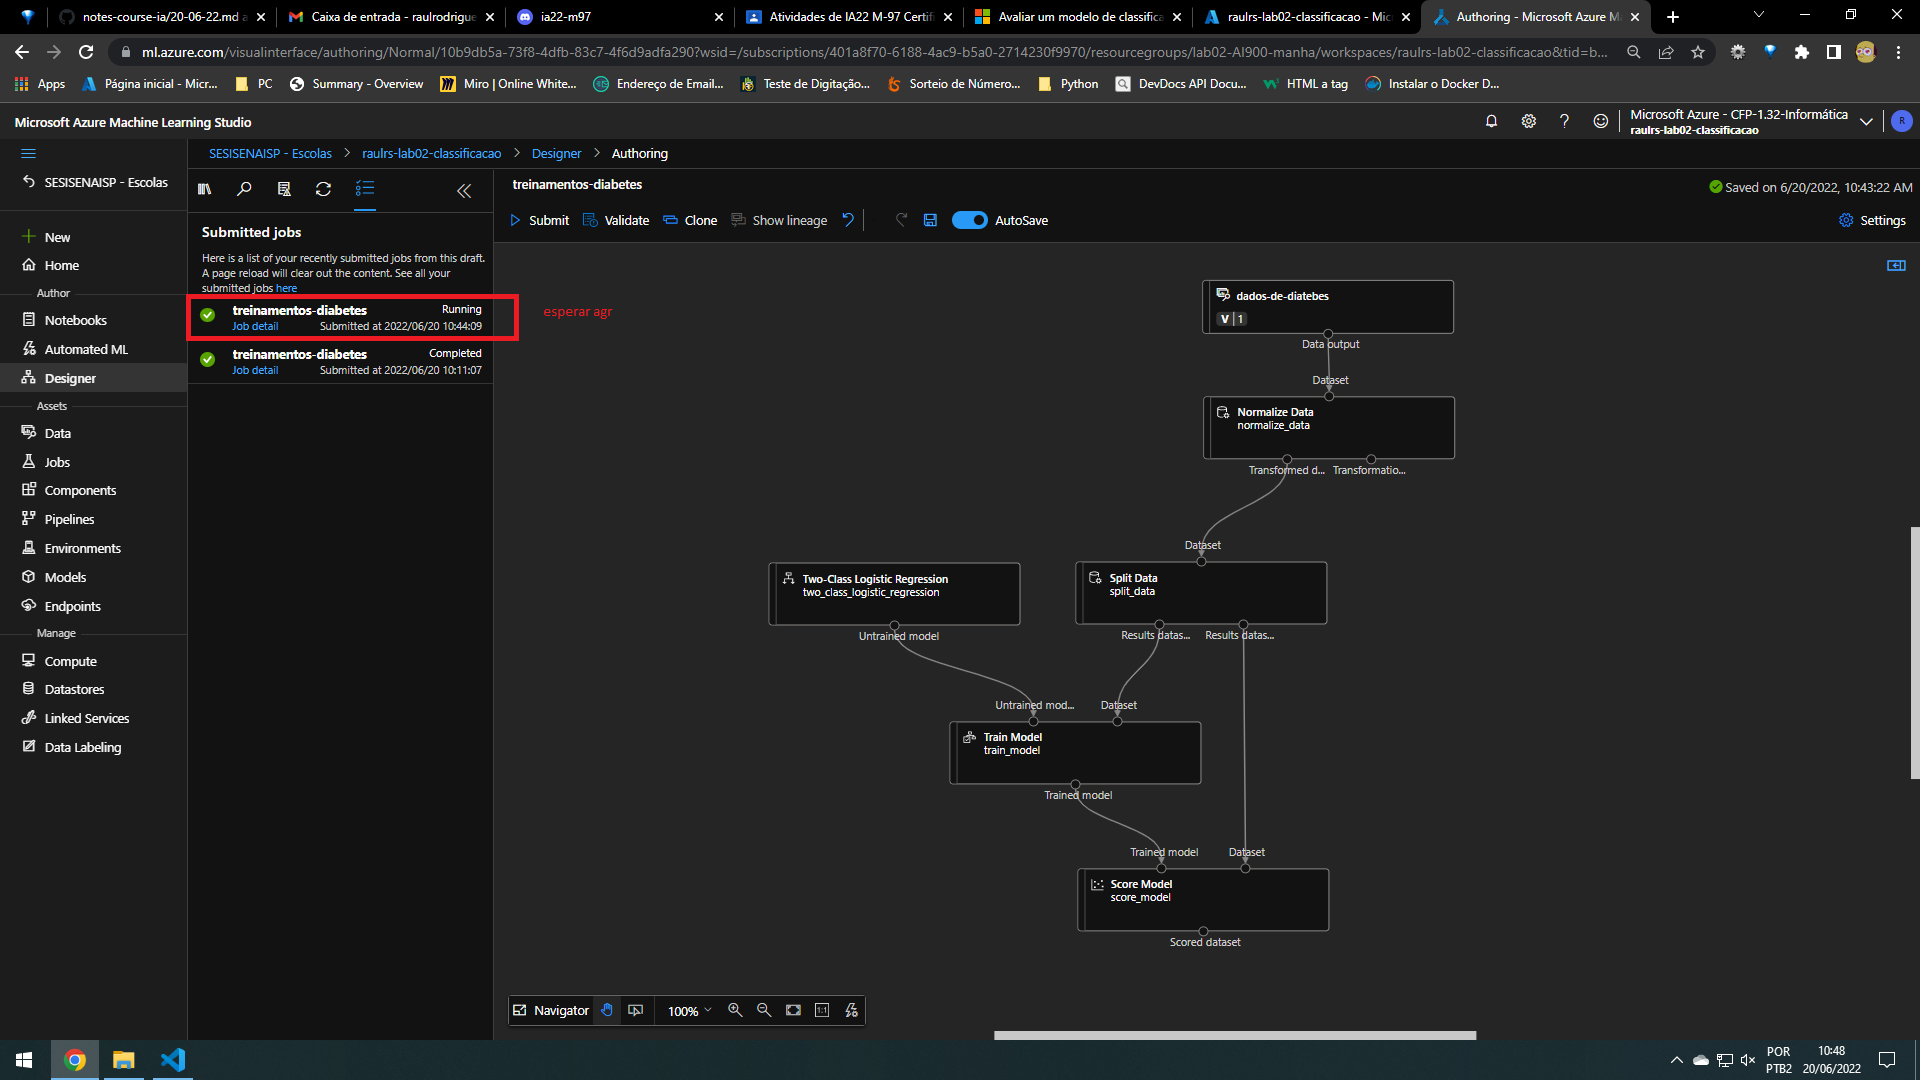 notes-course-ia/20-06-22.md a
Caixa de entrada - raulrodrigue
ia22-m97
Atividades de IA22 M-97 Certifi
Avaliar um modelo de classifica
raulrs-lab02-classificacao - Mic
Authoring - Microsoft Azure M
ml.azure.com/visualinterface/authoring/Normal/10b9db5a-73f8-4dfb-83c7-4f6d9adfa290?wsid=/subscriptions/401a8f70-6188-4ac9-b5a0-2714230f9970/resourcegroups/lab02-AI900-manha/workspaces/raulrs-lab02-classificacao&tid=b...
Apps
Página inicial - Micr...
PC
Summary - Overview
Miro | Online White...
Endereço de Email...
Teste de Digitação...
Sorteio de Número...
Python
DevDocs API Docu...
HTML a tag
Instalar o Docker D...
Microsoft Azure Machine Learning Studio
Microsoft Azure - CFP-1.32-Informática
raulrs-lab02-classificacao
R
SESISENAISP - Escolas
New
Home
Author
Notebooks
Automated ML
Designer
Assets
Data
Jobs
Components
Pipelines
Environments
Models
Endpoints
Manage
Compute
Datastores
Linked Services
Data Labeling
SESISENAISP - Escolas > raulrs-lab02-classificacao > Designer > Authoring
Submitted jobs
Here is a list of your recently submitted jobs from this draft.
A page reload will clear out the content. See all your
submitted jobs here
treinamentos-diabetes Running
Job detail Submitted at 2022/06/20 10:44:09
treinamentos-diabetes Completed
Job detail Submitted at 2022/06/20 10:11:07
esperar agr
treinamentos-diabetes
Saved on 6/20/2022, 10:43:22 AM
Submit Validate Clone Show lineage AutoSave Settings
dados-de-diatebes
V | 1
Data output
Dataset
Normalize Data
normalize_data
Transformed d... Transformatio...
Dataset
Two-Class Logistic Regression
two_class_logistic_regression
Untrained model
Split Data
split_data
Results datas... Results datas...
Untrained mod... Dataset
Train Model
train_model
Trained model
Trained model Dataset
Score Model
score_model
Scored dataset
Navigator 100% 1:1
POR
PTB2
10:48
20/06/2022